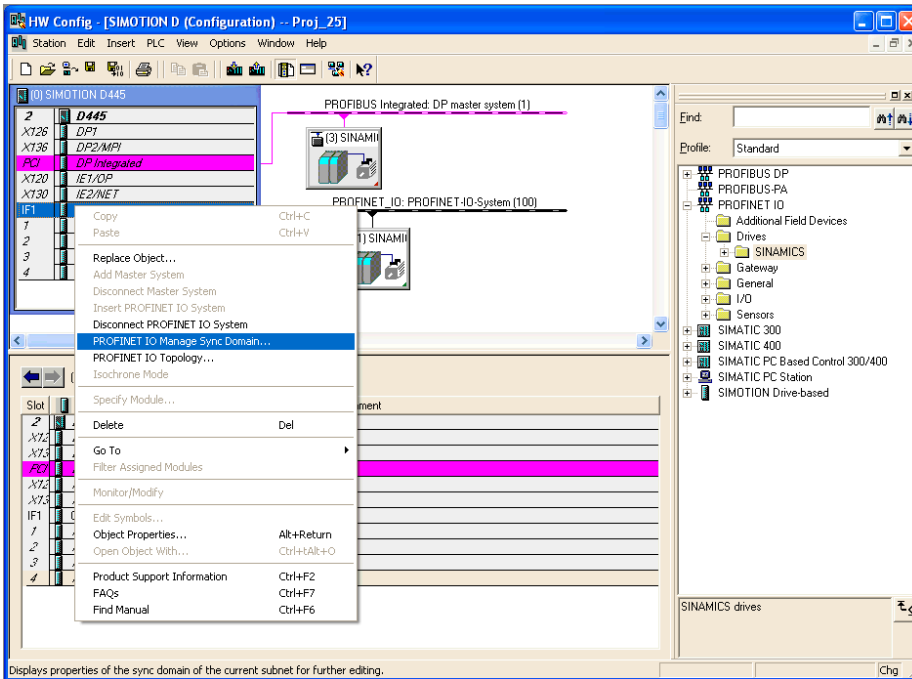 HW Config - [SIMOTION D (Configuration) -- Proj_25]
Station Edit Insert PLC View Options Window Help
(0) SIMOTION D445
2 D445
X126 DP1
X136 DP2/MPI
PCI DP Integrated
X120 IE1/OP
X130 IE2/NET
IF1
1
2
3
4
PROFIBUS Integrated: DP master system (1)
(3) SINAMI
PROFINET_IO: PROFINET-IO-System (100)
1) SINAMI
Copy Ctrl+C
Paste Ctrl+V
Replace Object...
Add Master System
Disconnect Master System
Insert PROFINET IO System
Disconnect PROFINET IO System
PROFINET IO Manage Sync Domain...
PROFINET IO Topology...
Isochrone Mode
Specify Module...
Delete Del
Go To
Filter Assigned Modules
Monitor/Modify
Edit Symbols...
Object Properties... Alt+Return
Open Object With... Ctrl+tAlt+O
Product Support Information Ctrl+F2
FAQs Ctrl+F7
Find Manual Ctrl+F6
Slot
2
X12
X13
PCI
X12
X13
IF1
1
2
3
4
Find:
Profile: Standard
PROFIBUS DP
PROFIBUS-PA
PROFINET IO
Additional Field Devices
Drives
SINAMICS
Gateway
General
I/O
Sensors
SIMATIC 300
SIMATIC 400
SIMATIC PC Based Control 300/400
SIMATIC PC Station
SIMOTION Drive-based
SINAMICS drives
Displays properties of the sync domain of the current subnet for further editing.
Chg